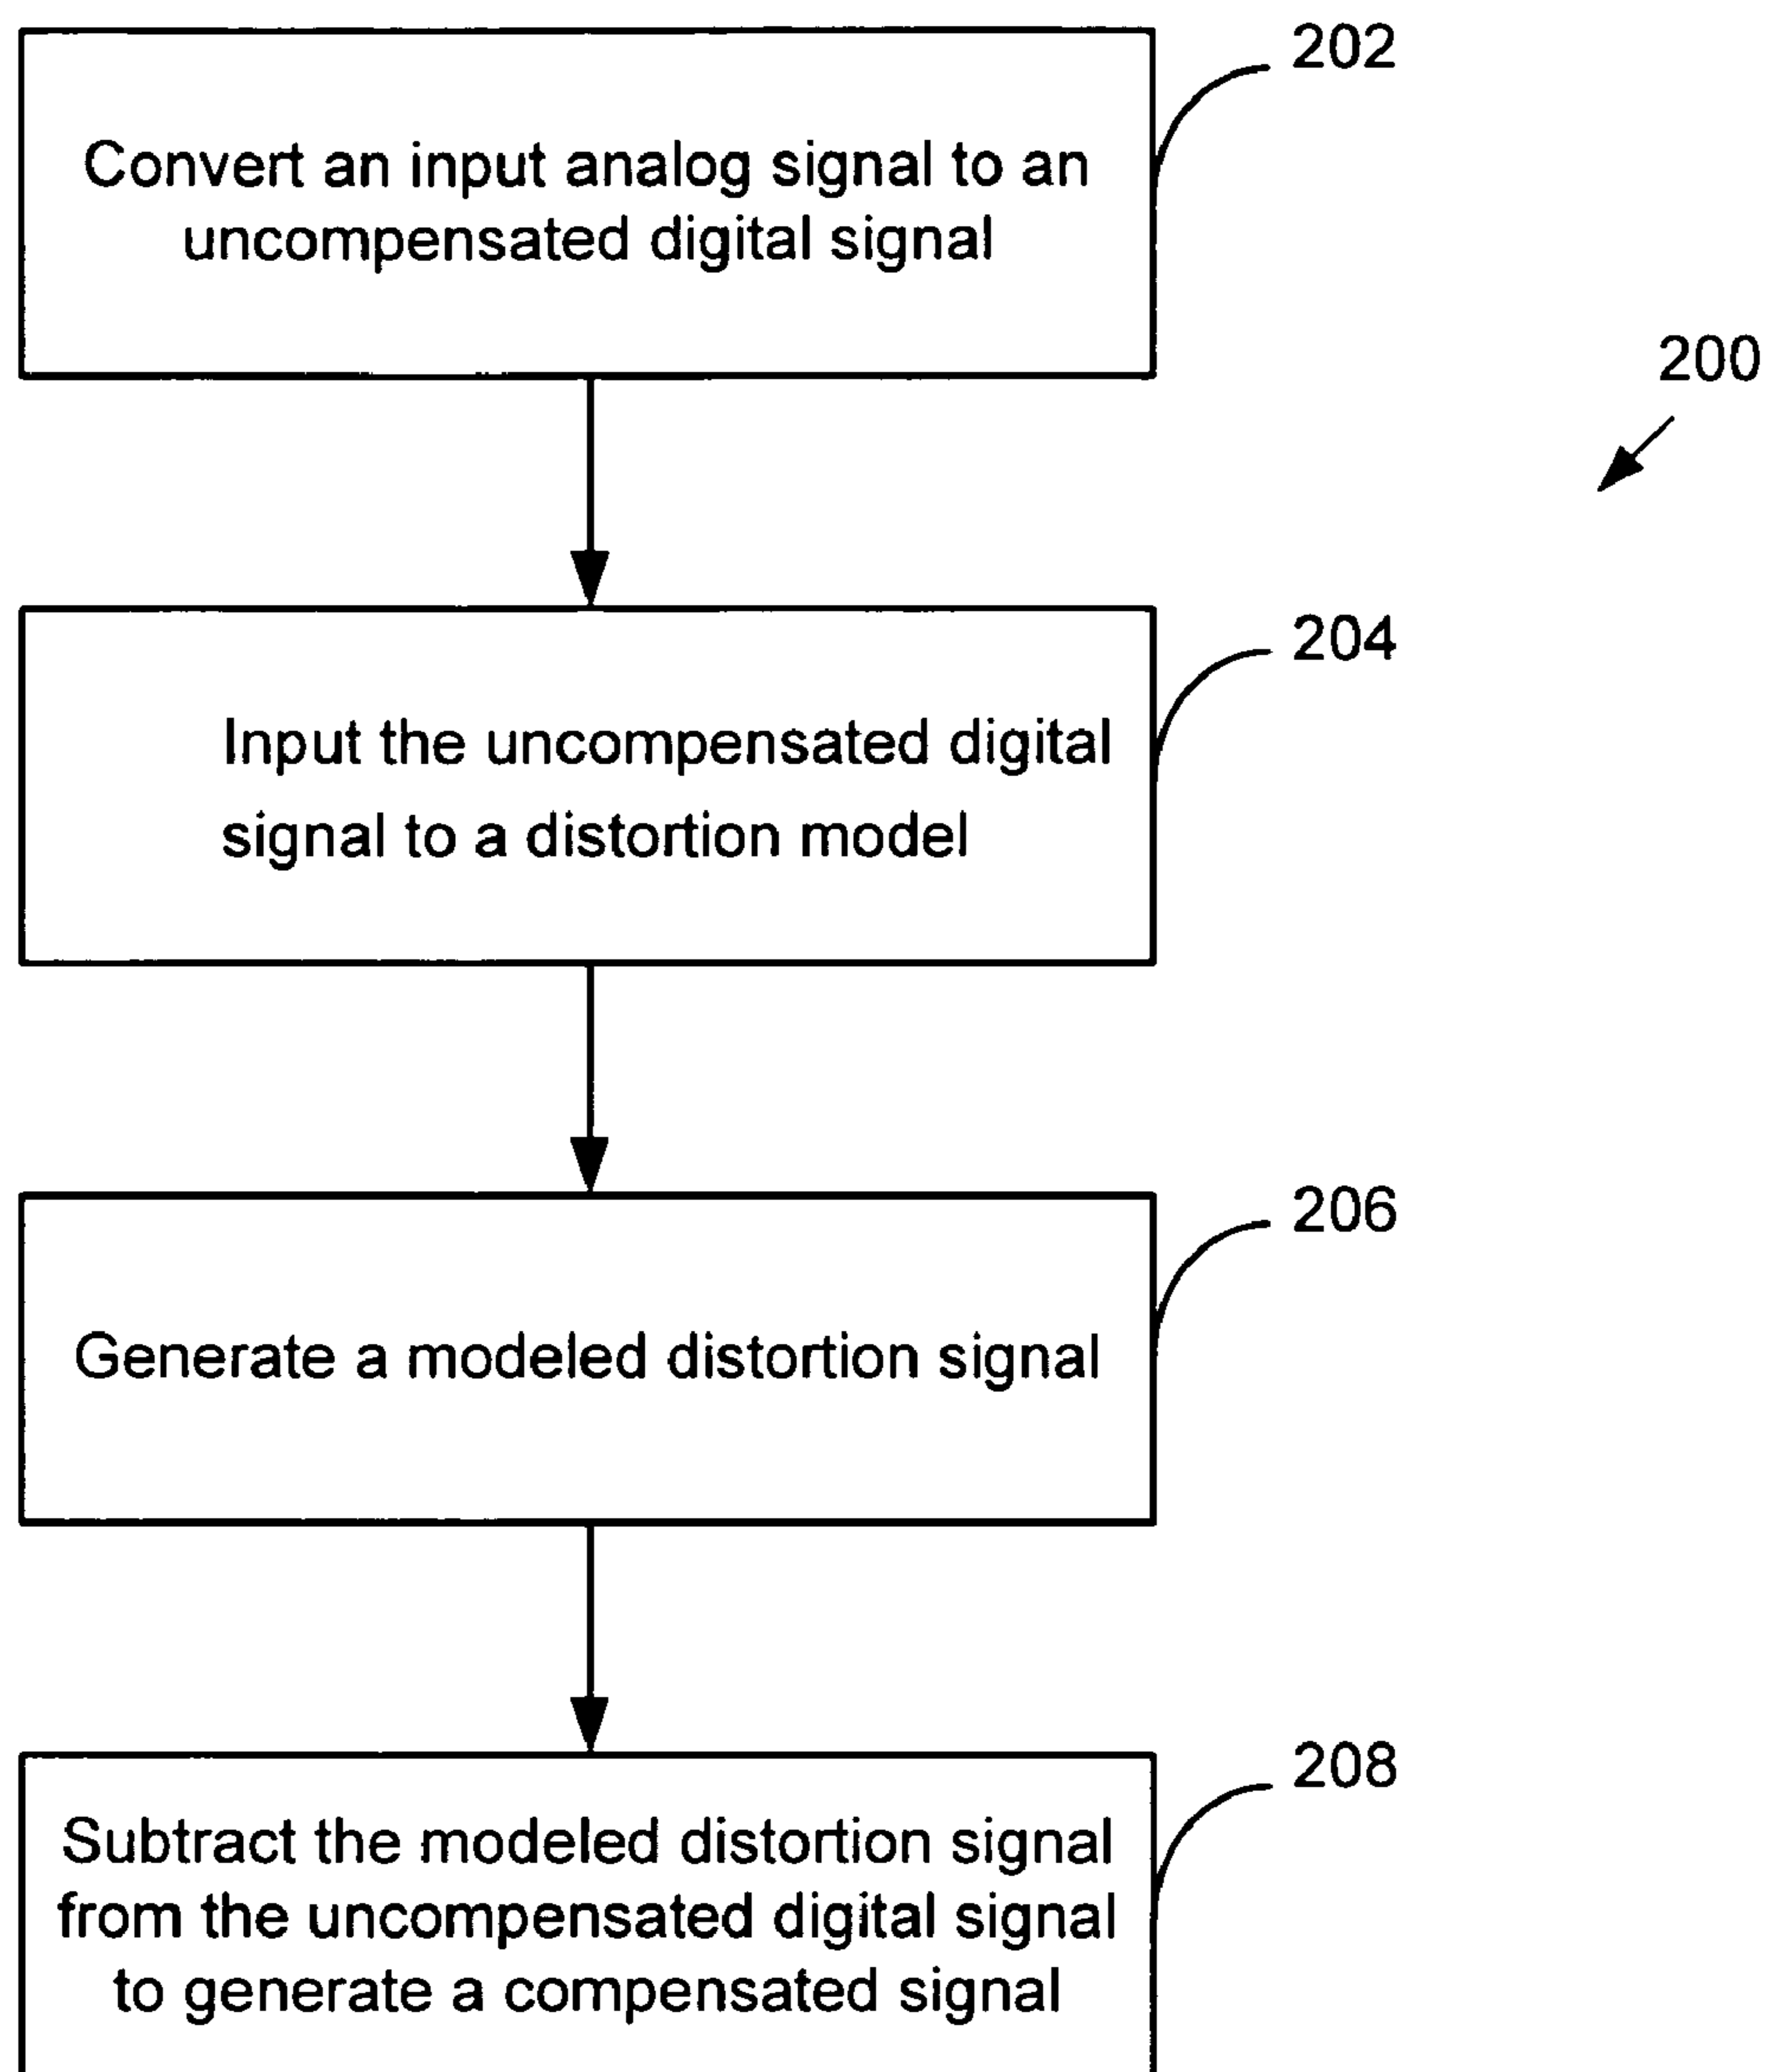 202
Convert an input analog signal to an
uncompensated digital signal
200
204
Input the uncompensated digital
signal to a distortion model
206
Generate a modeled distortion signal
208
Subtract the modeled distortion signal
from the uncompensated digital signal
to generate a compensated signal